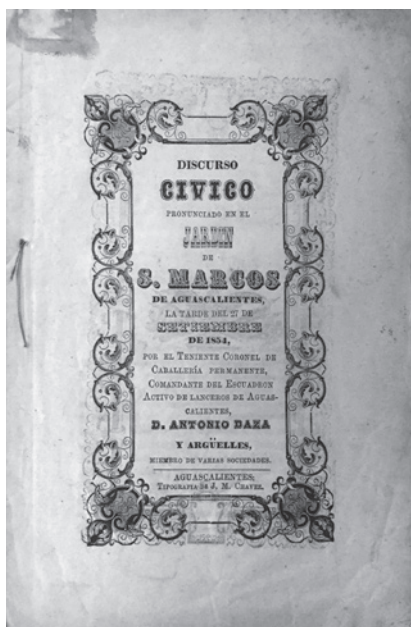 DISCURSO
CIVICO
PRONUNCIADO EN EL
JARDIN
DE
S. MARCOS
DE AGUASCALIENTES,
LA TARDE DEL 27 DE
SETIEMBRE
DE 1854,
POR EL TENIENTE CORONEL DE
CABALLERÍA PERMANENTE,
COMANDANTE DEL ESCUADRON
ACTIVO DE LANCEROS DE AGUAS-
CALIENTES,
D. ANTONIO DAZA
Y ARGÜELLES,
MIEMBRO DE VARIAS SOCIEDADES.
AGUASCALIENTES:
TIPOGRAFIA DE J. M. CHAVEZ.